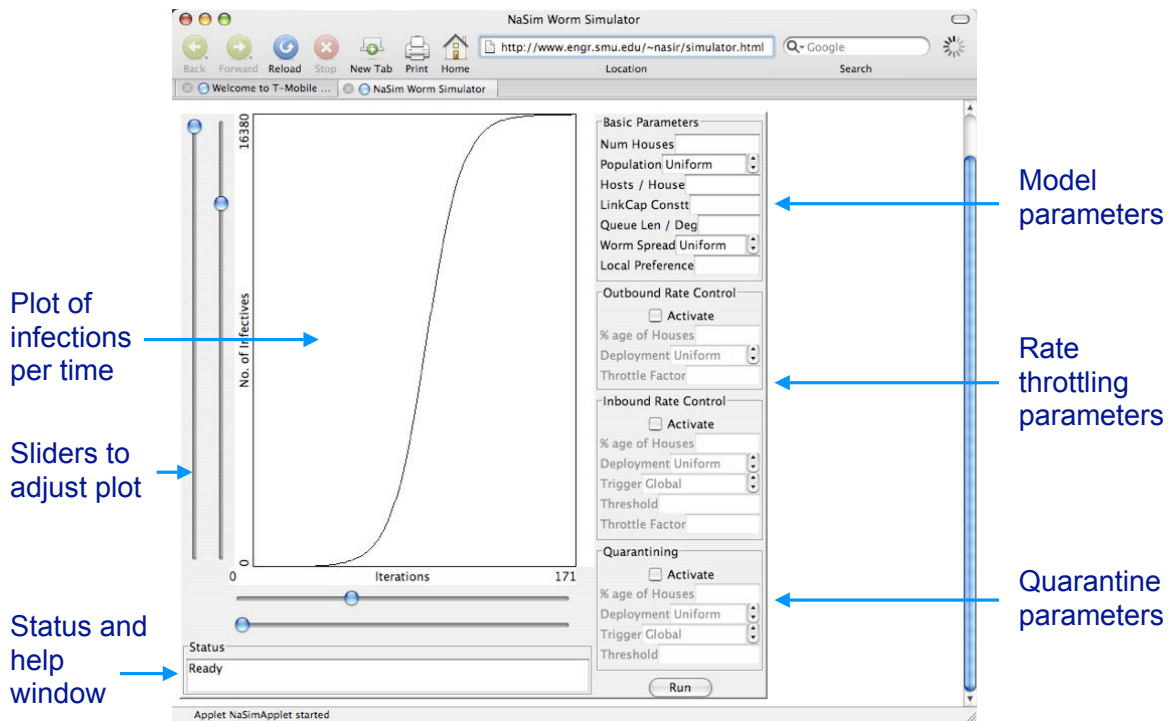 NaSim Worm Simulator
http://www.engr.smu.edu/~nasir/simulator.html
Google
Back Forward Reload Stop New Tab Print Home Location Search
Welcome to T-Mobile ... NaSim Worm Simulator
16380
No. of Infectives
0
0 Iterations 171
Status
Ready
Applet NaSimApplet started
Basic Parameters
Num Houses
Population Uniform
Hosts / House
LinkCap Constt
Queue Len / Deg
Worm Spread Uniform
Local Preference
Outbound Rate Control
Activate
% age of Houses
Deployment Uniform
Throttle Factor
Inbound Rate Control
Activate
% age of Houses
Deployment Uniform
Trigger Global
Threshold
Throttle Factor
Quarantining
Activate
% age of Houses
Deployment Uniform
Trigger Global
Threshold
Run
Plot of
infections
per time
Sliders to
adjust plot
Status and
help
window
Model
parameters
Rate
throttling
parameters
Quarantine
parameters